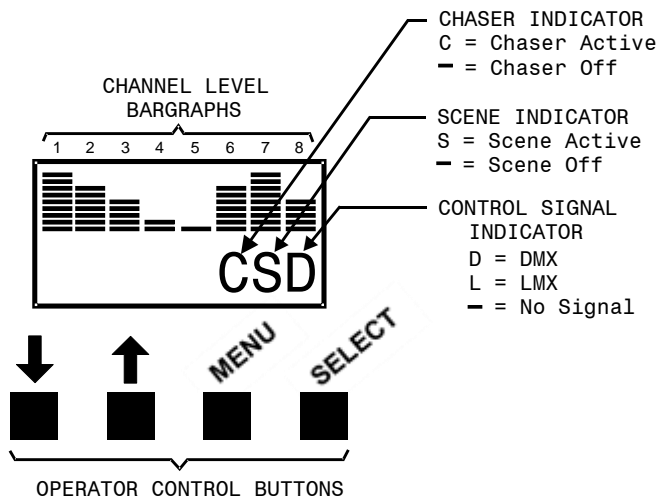 CHASER INDICATOR
C = Chaser Active
– = Chaser Off
CHANNEL LEVEL
BARGRAPHS
SCENE INDICATOR
S = Scene Active
– = Scene Off
1 2 3 4 5 6 7 8
CONTROL SIGNAL
INDICATOR
D = DMX
L = LMX
– = No Signal
CSD
MENU
SELECT
OPERATOR CONTROL BUTTONS